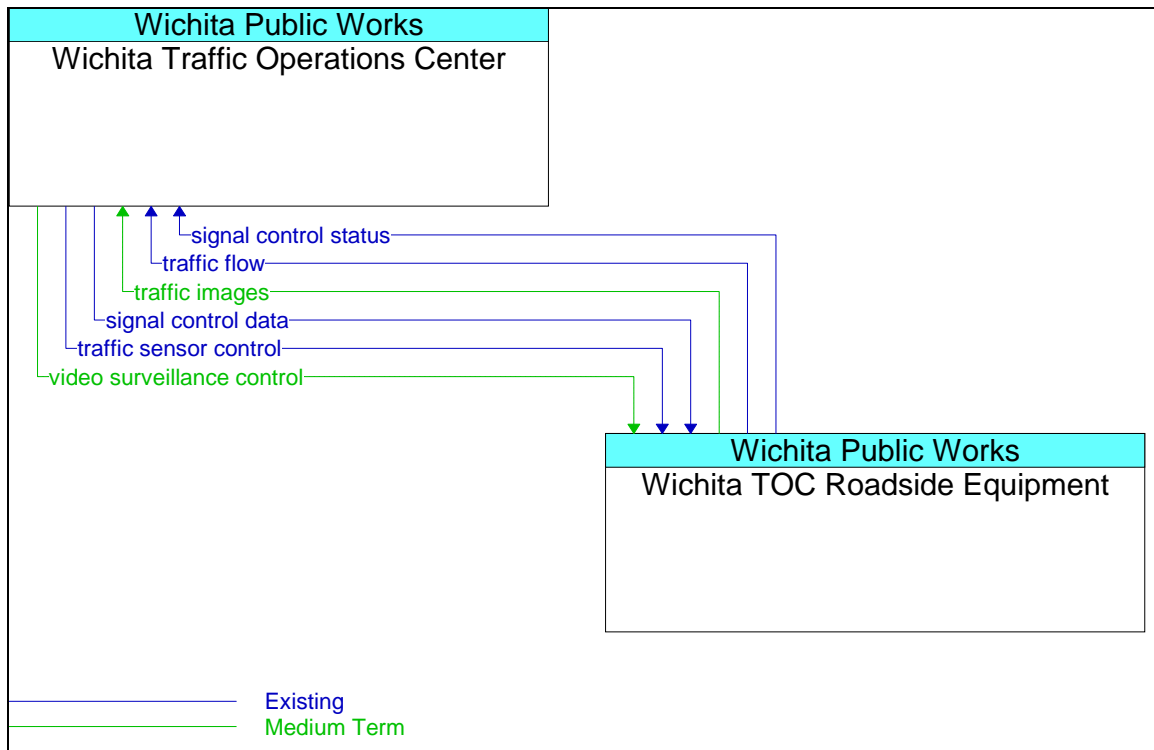 Wichita Public Works
Wichita Traffic Operations Center
signal control status
traffic flow
traffic images
signal control data
traffic sensor control
video surveillance control
Wichita Public Works
Wichita TOC Roadside Equipment
Existing
Medium Term